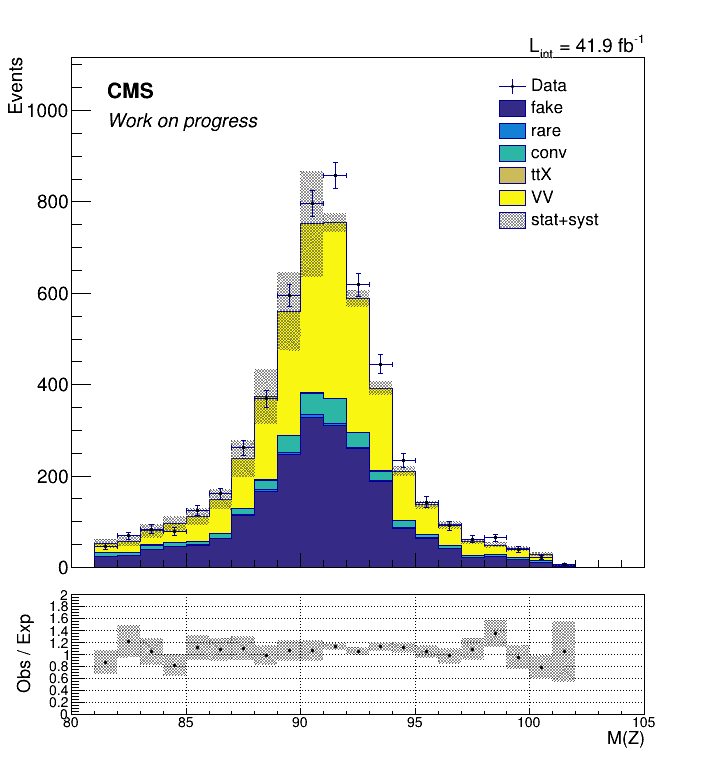 L_int = 41.9 fb^-1
Events
CMS
Work on progress
Data
fake
rare
conv
ttX
VV
stat+syst
1000
800
600
400
200
0
Obs / Exp
2
1.8
1.6
1.4
1.2
1
0.8
0.6
0.4
0.2
0
80 85 90 95 100 105
M(Z)